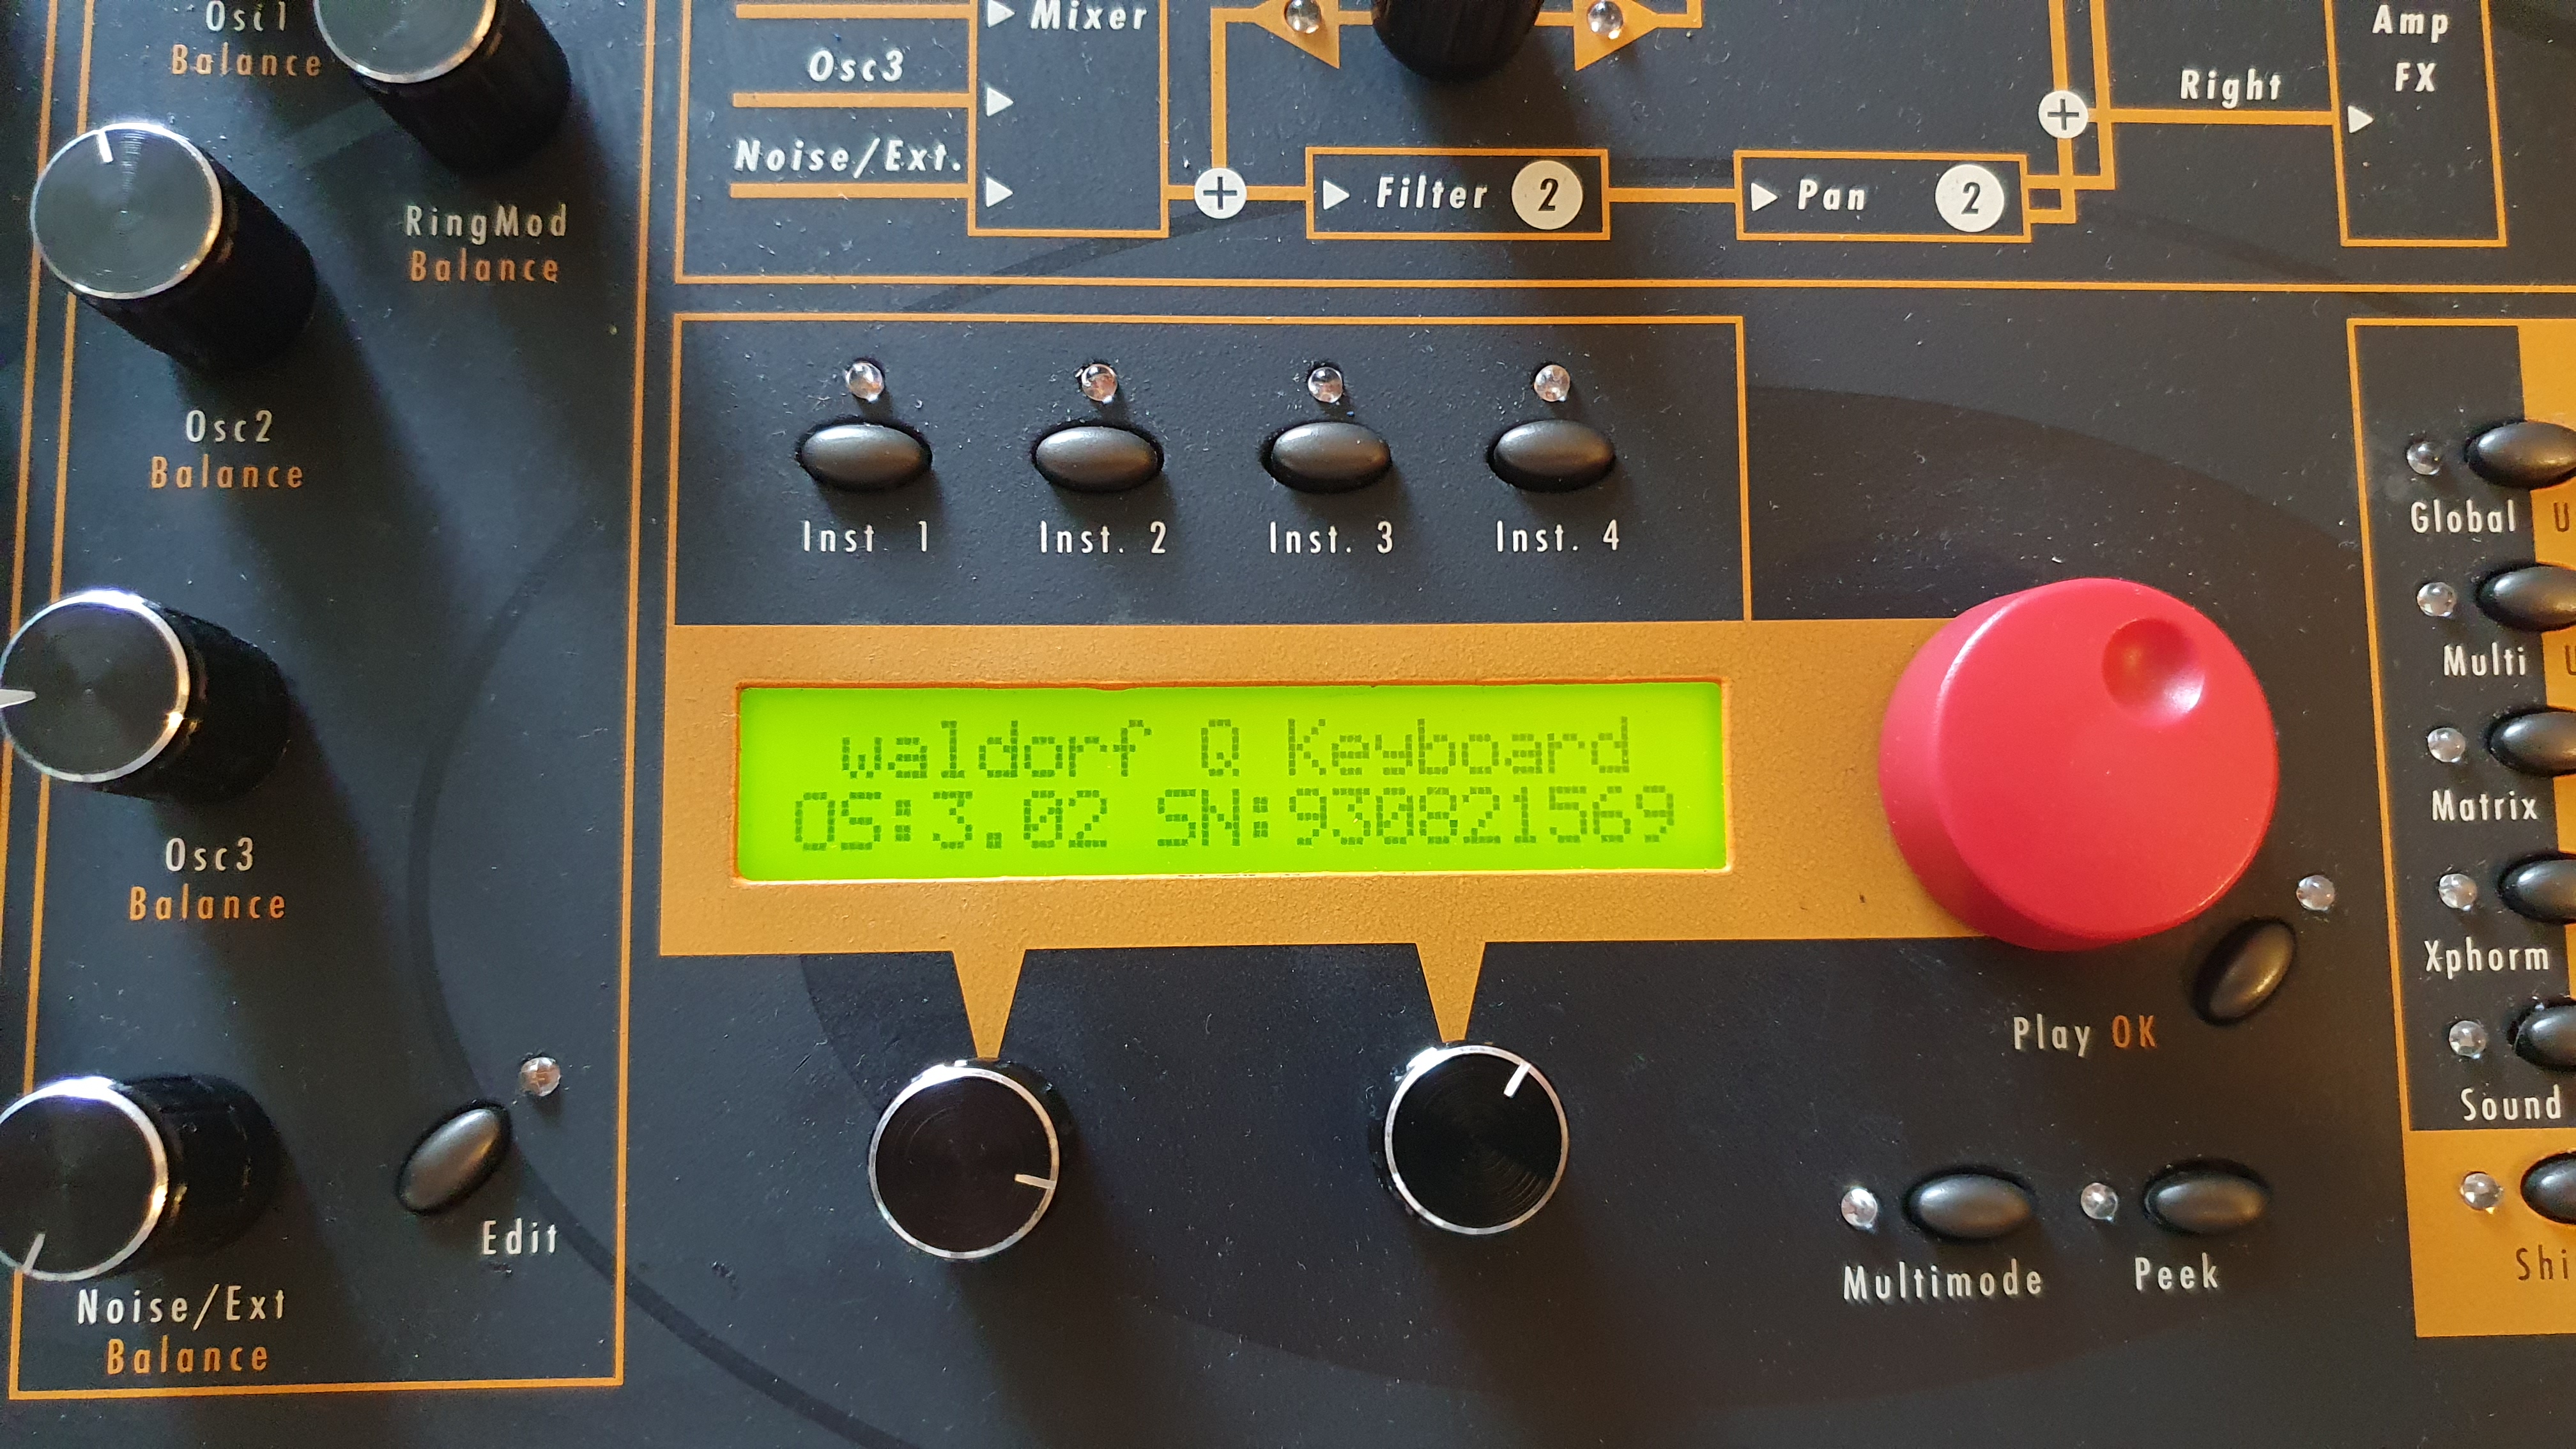 Osc1
Balance
RingMod
Balance
Osc2
Balance
Osc3
Balance
Noise/Ext
Balance
Edit
Mixer
Osc3
Noise/Ext.
Filter 2
Pan 2
Right
Amp
FX
Inst 1
Inst. 2
Inst. 3
Inst. 4
waldorf Q Keyboard
OS:3.02 SN:930821569
Play OK
Multimode
Peek
Global
Multi
Matrix
Xphorm
Sound